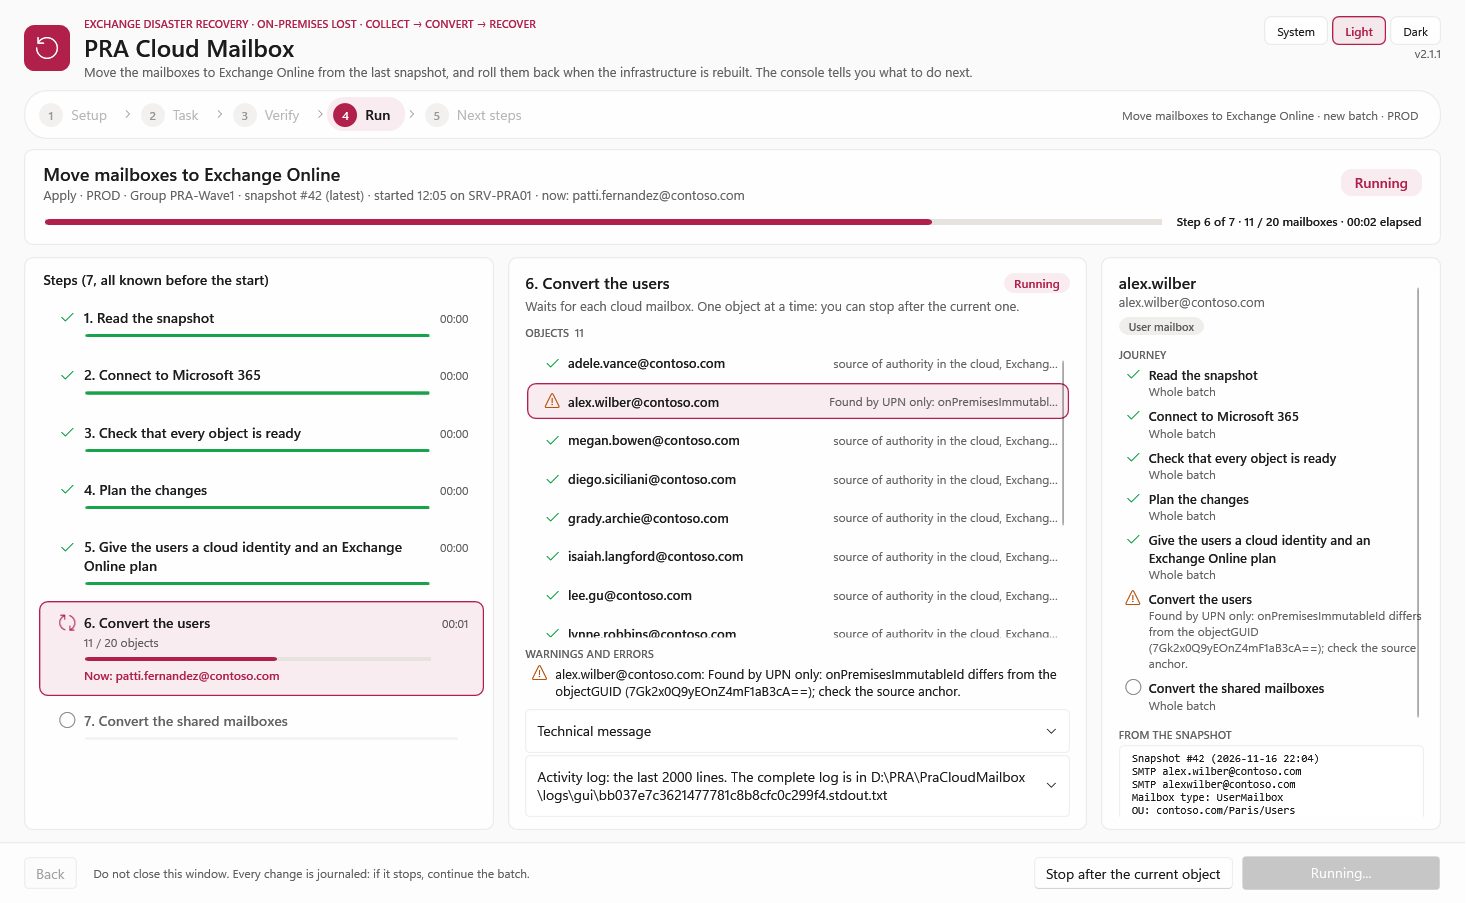 EXCHANGE DISASTER RECOVERY · ON-PREMISES LOST · COLLECT → CONVERT → RECOVER
PRA Cloud Mailbox
Move the mailboxes to Exchange Online from the last snapshot, and roll them back when the infrastructure is rebuilt. The console tells you what to do next.
System
Light
Dark
v2.1.1
1 Setup
2 Task
3 Verify
4 Run
5 Next steps
Move mailboxes to Exchange Online · new batch · PROD
Move mailboxes to Exchange Online
Apply · PROD · Group PRA-Wave1 · snapshot #42 (latest) · started 12:05 on SRV-PRA01 · now: patti.fernandez@contoso.com
Running
Step 6 of 7 · 11 / 20 mailboxes · 00:02 elapsed
Steps (7, all known before the start)
1. Read the snapshot 00:00
2. Connect to Microsoft 365 00:00
3. Check that every object is ready 00:00
4. Plan the changes 00:00
5. Give the users a cloud identity and an Exchange 00:00
Online plan
6. Convert the users 00:01
11 / 20 objects
Now: patti.fernandez@contoso.com
7. Convert the shared mailboxes
6. Convert the users
Running
Waits for each cloud mailbox. One object at a time: you can stop after the current one.
OBJECTS 11
adele.vance@contoso.com source of authority in the cloud, Exchang...
alex.wilber@contoso.com Found by UPN only: onPremisesImmutabl...
megan.bowen@contoso.com source of authority in the cloud, Exchang...
diego.siciliani@contoso.com source of authority in the cloud, Exchang...
grady.archie@contoso.com source of authority in the cloud, Exchang...
isaiah.langford@contoso.com source of authority in the cloud, Exchang...
lee.gu@contoso.com source of authority in the cloud, Exchang...
lynne.robbins@contoso.com source of authority in the cloud, Exchang...
WARNINGS AND ERRORS
alex.wilber@contoso.com: Found by UPN only: onPremisesImmutableId differs from the
objectGUID (7Gk2x0Q9yEOnZ4mF1aB3cA==); check the source anchor.
Technical message
Activity log: the last 2000 lines. The complete log is in D:\PRA\PraCloudMailbox
\logs\gui\bb037e7c3621477781c8b8cfc0c299f4.stdout.txt
alex.wilber
alex.wilber@contoso.com
User mailbox
JOURNEY
Read the snapshot
Whole batch
Connect to Microsoft 365
Whole batch
Check that every object is ready
Whole batch
Plan the changes
Whole batch
Give the users a cloud identity and an
Exchange Online plan
Whole batch
Convert the users
Found by UPN only: onPremisesImmutableId differs
from the objectGUID
(7Gk2x0Q9yEOnZ4mF1aB3cA==); check the source
anchor.
Convert the shared mailboxes
Whole batch
FROM THE SNAPSHOT
Snapshot #42 (2026-11-16 22:04)
SMTP alex.wilber@contoso.com
SMTP alexwilber@contoso.com
Mailbox type: UserMailbox
OU: contoso.com/Paris/Users
Back
Do not close this window. Every change is journaled: if it stops, continue the batch.
Stop after the current object
Running...